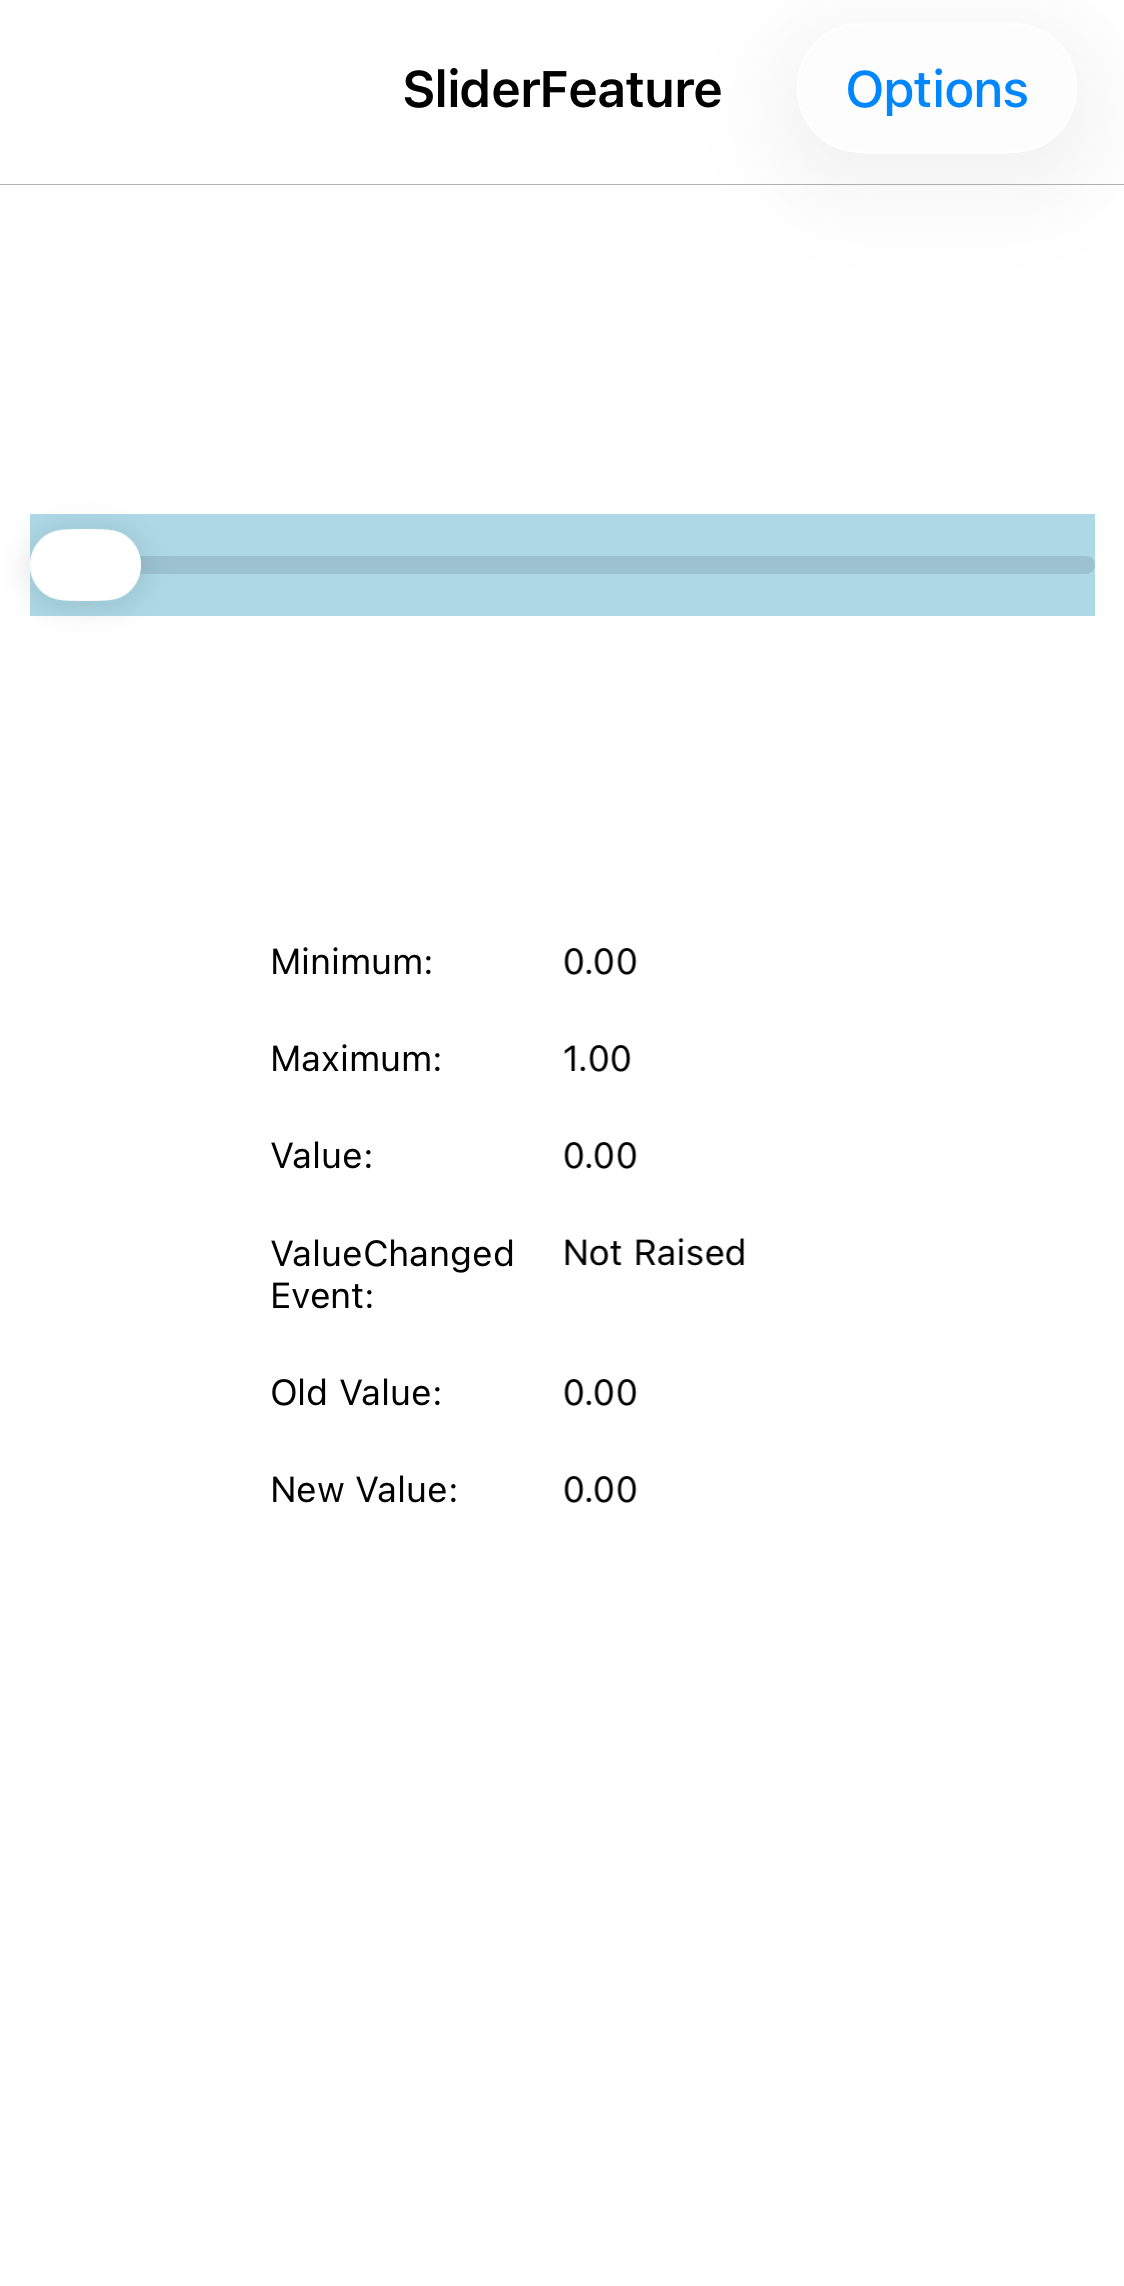 SliderFeature
Options
Minimum: 0.00
Maximum: 1.00
Value: 0.00
ValueChanged Not Raised
Event:
Old Value: 0.00
New Value: 0.00